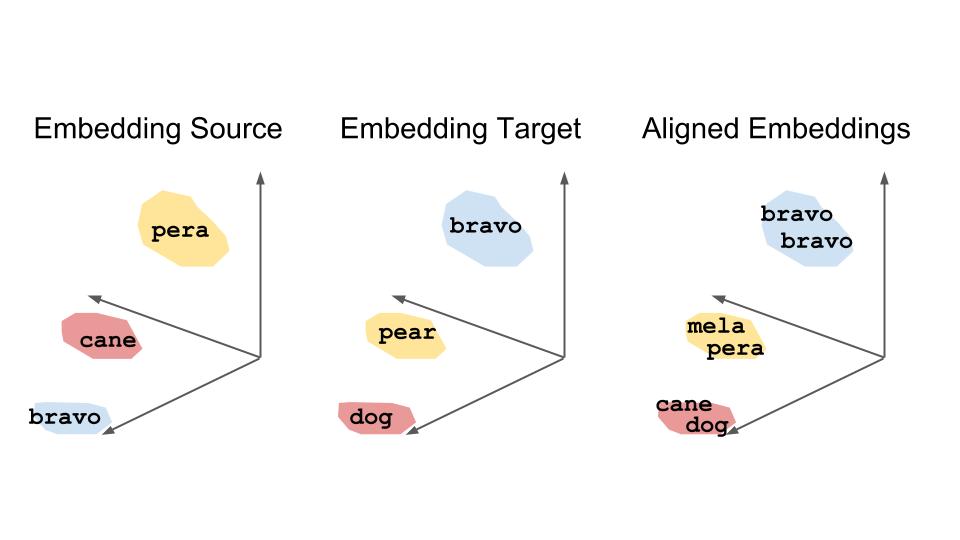 Embedding Source
Embedding Target
Aligned Embeddings
pera
cane
bravo
bravo
pear
dog
bravo
bravo
mela
pera
cane
dog